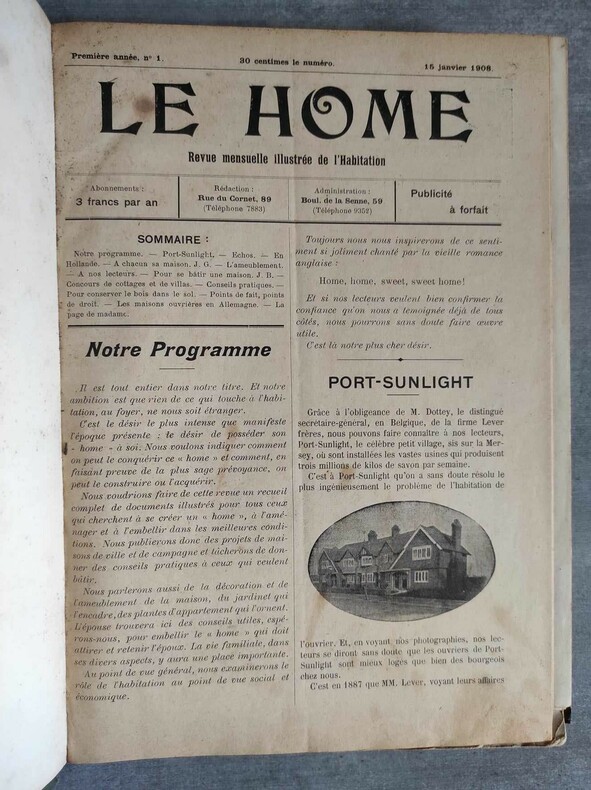 Première année, n° 1.
30 centimes le numéro.
15 janvier 1908.
LE HOME
Revue mensuelle illustrée de l'Habitation
Abonnements :
3 francs par an
Rédaction :
Rue du Cornet, 89
(Téléphone 7883)
Administration :
Boul. de la Senne, 59
(Téléphone 9352)
Publicité
à forfait
SOMMAIRE :
Notre programme. — Port-Sunlight. — Echos. — En
Hollande. — A chacun sa maison. J. G. — L'ameublement.
— A nos lecteurs. — Pour se bâtir une maison. J. B. —
Concours de cottages et de villas. — Conseils pratiques. —
Pour conserver le bois dans le sol. — Points de fait, points
de droit. — Les maisons ouvrières en Allemagne. — La
page de madame.
Notre Programme
Il est tout entier dans notre titre. Et notre
ambition est que rien de ce qui touche à l'habi-
tation, au foyer, ne nous soit étranger.
C'est le désir le plus intense que manifeste
l'époque présente : le désir de posséder son
- home - à soi. Nous voulons indiquer comment
on peut le conquérir ce « home » et comment, en
faisant preuve de la plus sage prévoyance, on
peut le construire ou l'acquérir.
Nous voudrions faire de cette revue un recueil
complet de documents illustrés pour tous ceux
qui cherchent à se créer un « home », à l'amé-
nager et à l'embellir dans les meilleures condi-
tions. Nous publierons donc des projets de mai-
sons de ville et de campagne et tâcherons de don-
ner des conseils pratiques à ceux qui veulent
bâtir.
Nous parlerons aussi de la décoration et de
l'ameublement de la maison, du jardinet qui
l'encadre, des plantes d'appartement qui l'ornent.
L'épouse trouvera ici des conseils utiles, espé-
rons-nous, pour embellir le « home » qui doit
attirer et retenir l'époux. La vie familiale, dans
ses divers aspects, y aura une place importante.
Au point de vue général, nous examinerons le
rôle de l'habitation au point de vue social et
économique.
Toujours nous nous inspirerons de ce senti-
ment si joliment chanté par la vieille romance
anglaise :
Home, home, sweet, sweet home!
Et si nos lecteurs veulent bien confirmer la
confiance qu'on nous a témoignée déjà de tous
côtés, nous pourrons sans doute faire œuvre
utile.
C'est là notre plus cher désir.
PORT-SUNLIGHT
Grâce à l'obligeance de M. Dottey, le distingué
secrétaire-général, en Belgique, de la firme Lever
frères, nous pouvons faire connaître à nos lecteurs,
Port-Sunlight, le célèbre petit village, sis sur la Mer-
sey, où sont installées les vastes usines qui produisent
trois millions de kilos de savon par semaine.
C'est à Port-Sunlight qu'on a sans doute résolu le
plus ingénieusement le problème de l'habitation de
l'ouvrier. Et, en voyant nos photographies, nos lec-
teurs se diront sans doute que les ouvriers de Port-
Sunlight sont mieux logés que bien des bourgeois
chez nous.
C'est en 1887 que MM. Lever, voyant leurs affaires